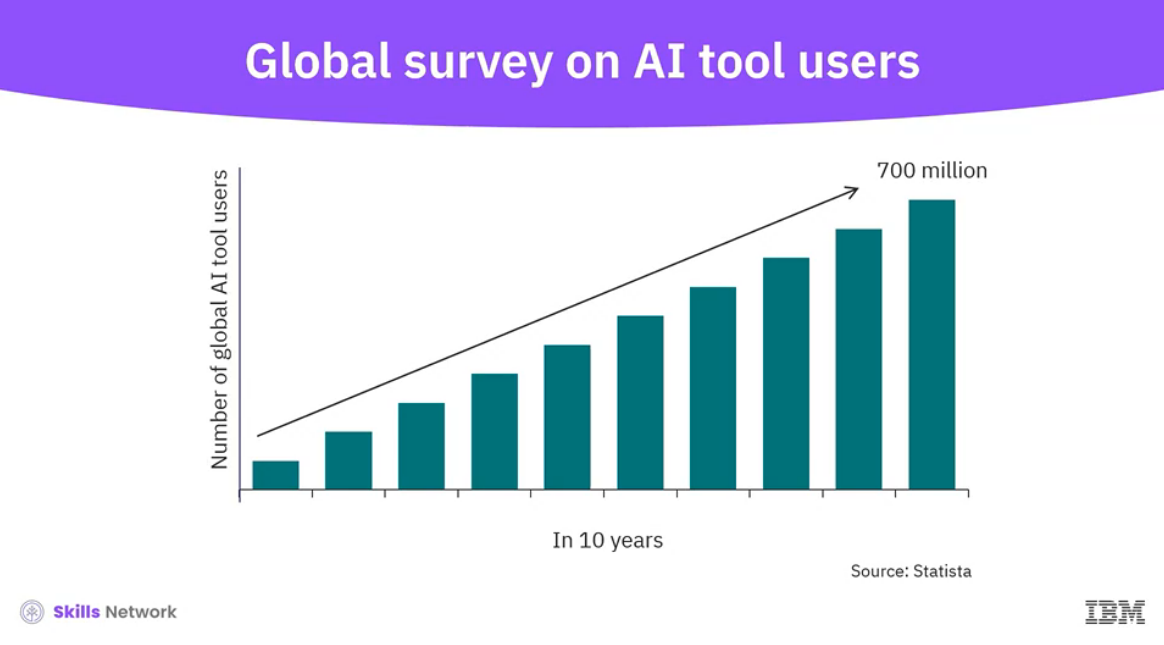 Global survey on AI tool users
700 million
Number of global AI tool users
In 10 years
Source: Statista
Skills Network
IBM